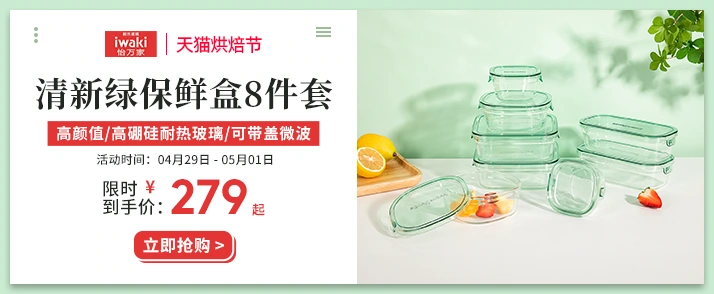 iwaki
怡万家
天猫烘焙节
清新绿保鲜盒8件套
高颜值/高硼硅耐热玻璃/可带盖微波
活动时间：04月29日 - 05月01日
限时
到手价：
¥279起
立即抢购 >